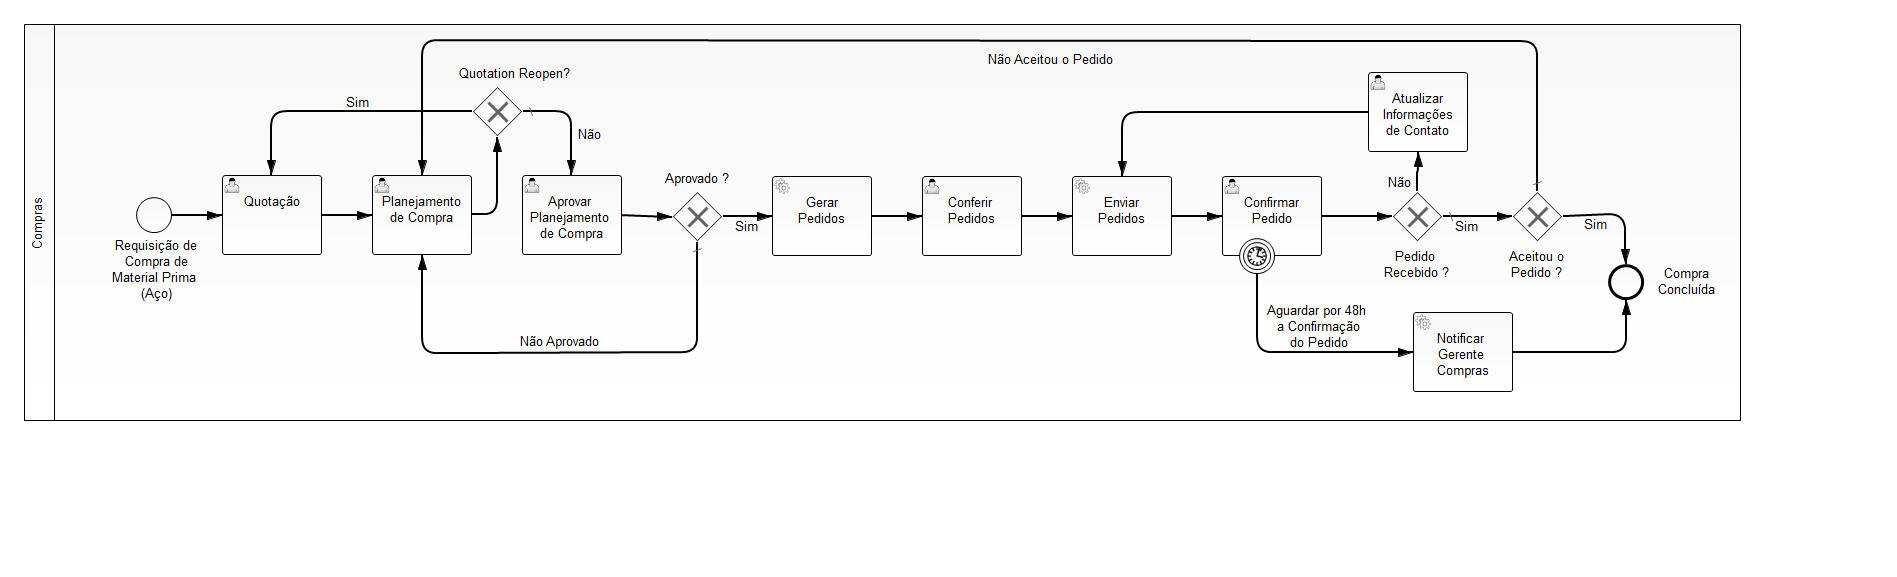 Compras
Não Aceitou o Pedido
Quotation Reopen?
Sim
Não
Atualizar
Informações
de Contato
Quotação
Planejamento
de Compra
Aprovar
Planejamento
de Compra
Aprovado ?
Sim
Gerar
Pedidos
Conferir
Pedidos
Enviar
Pedidos
Confirmar
Pedido
Não
Sim
Pedido
Recebido ?
Aceitou o
Pedido ?
Sim
Requisição de
Compra de
Material Prima
(Aço)
Compra
Concluída
Não Aprovado
Aguardar por 48h
a Confirmação
do Pedido
Notificar
Gerente
Compras